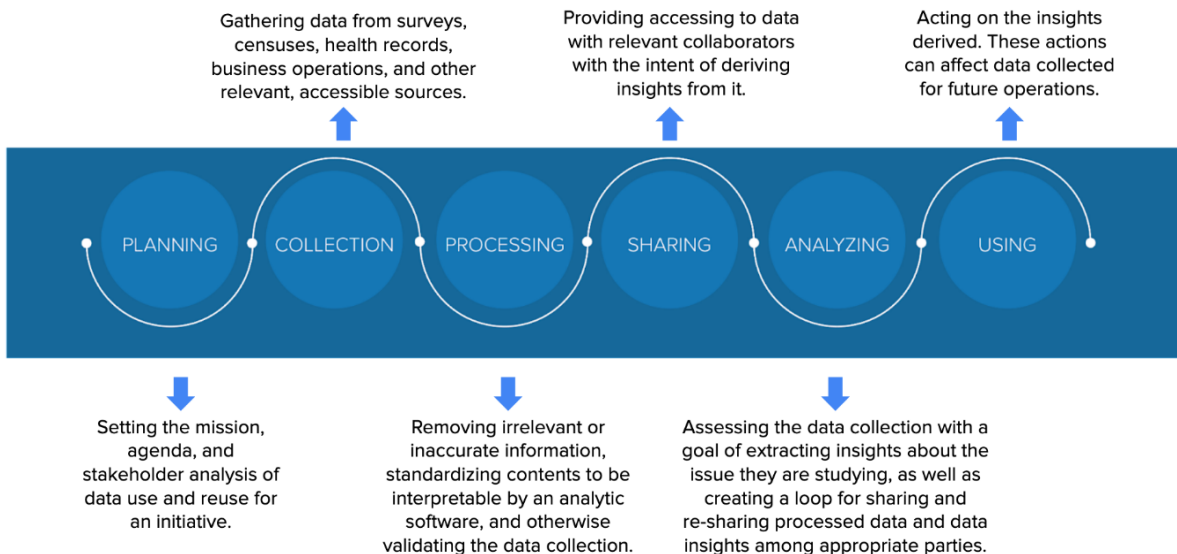 Gathering data from surveys,
censuses, health records,
business operations, and other
relevant, accessible sources.
Providing accessing to data
with relevant collaborators
with the intent of deriving
insights from it.
Acting on the insights
derived. These actions
can affect data collected
for future operations.
PLANNING
COLLECTION
PROCESSING
SHARING
ANALYZING
USING
Setting the mission,
agenda, and
stakeholder analysis of
data use and reuse for
an initiative.
Removing irrelevant or
inaccurate information,
standardizing contents to be
interpretable by an analytic
software, and otherwise
validating the data collection.
Assessing the data collection with a
goal of extracting insights about the
issue they are studying, as well as
creating a loop for sharing and
re-sharing processed data and data
insights among appropriate parties.